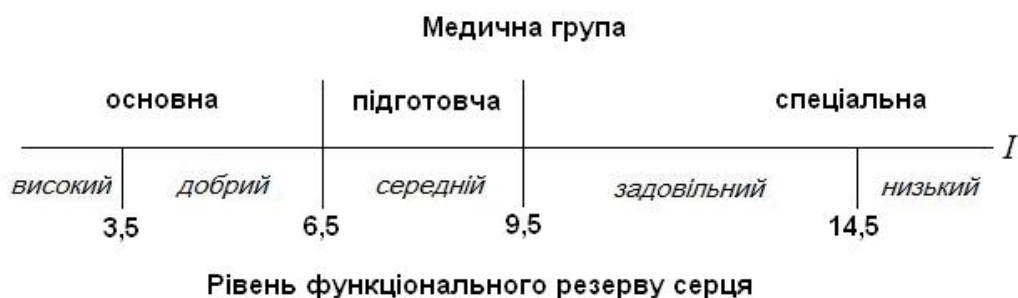 Медична група
основна підготовча спеціальна
I
високий добрий середній задовільний низький
3,5 6,5 9,5 14,5
Рівень функціонального резерву серця